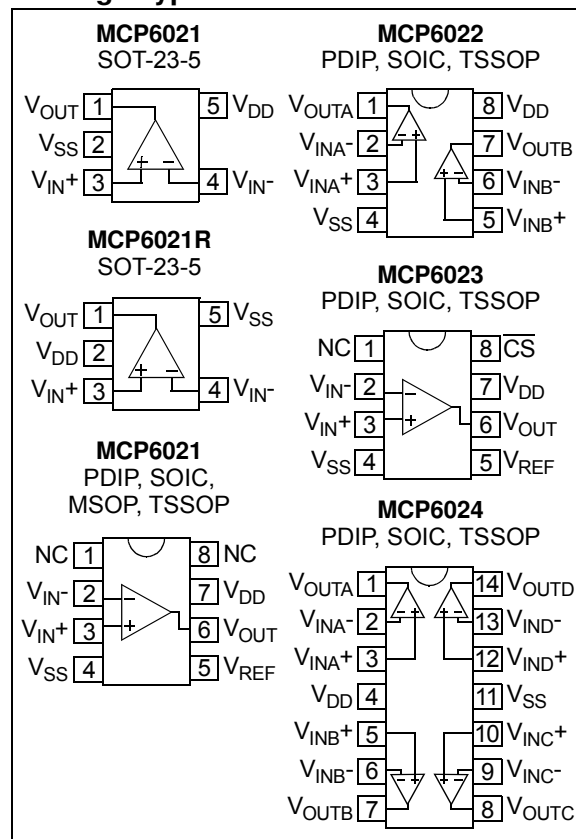 MCP6021
SOT-23-5
VOUT 1
5 VDD
VSS 2
VIN+ 3
4 VIN-
+ −
MCP6021R
SOT-23-5
VOUT 1
5 VSS
VDD 2
VIN+ 3
4 VIN-
+ −
MCP6021
PDIP, SOIC,
MSOP, TSSOP
NC 1
8 NC
VIN- 2
7 VDD
VIN+ 3
6 VOUT
VSS 4
5 VREF
−
+
MCP6022
PDIP, SOIC, TSSOP
VOUTA 1
8 VDD
VINA- 2
7 VOUTB
VINA+ 3
6 VINB-
VSS 4
5 VINB+
− +
+ −
MCP6023
PDIP, SOIC, TSSOP
NC 1
8 CS
VIN- 2
7 VDD
VIN+ 3
6 VOUT
VSS 4
5 VREF
−
+
MCP6024
PDIP, SOIC, TSSOP
VOUTA 1
14 VOUTD
VINA- 2
13 VIND-
VINA+ 3
12 VIND+
VDD 4
11 VSS
VINB+ 5
10 VINC+
VINB- 6
9 VINC-
VOUTB 7
8 VOUTC
− +
+ −
− +
+ −